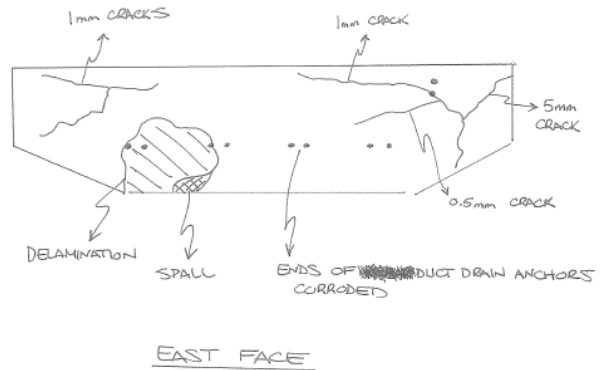 1mm CRACKS
1mm CRACK
5mm
CRACK
0.5mm CRACK
DELAMINATION
SPALL
ENDS OF DUCT DRAIN ANCHORS
CORRODED
EAST FACE